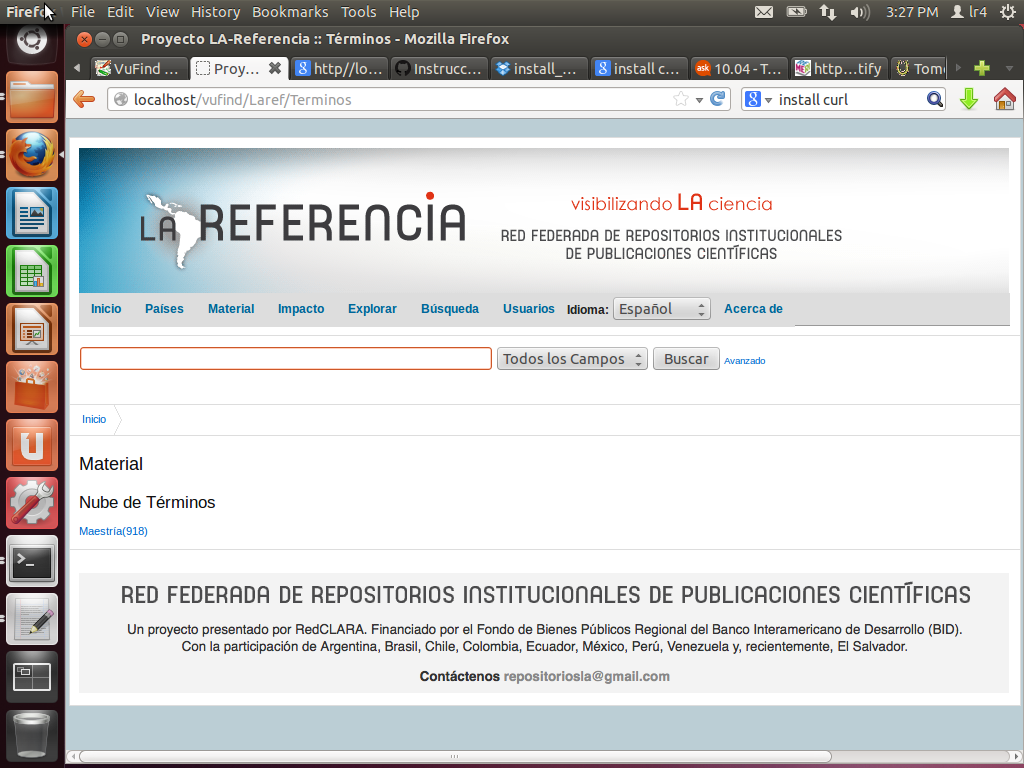 Firefo File Edit View History Bookmarks Tools Help 3:27 PM lr4
Proyecto LA-Referencia :: Términos - Mozilla Firefox
VuFind ... Proy... http://lo... Instrucc... install_... install c... ask 10.04 - T... http...tify Tom
localhost/vufind/Laref/Terminos install curl
LA REFERENCIA
visibilizando LA ciencia
RED FEDERADA DE REPOSITORIOS INSTITUCIONALES
DE PUBLICACIONES CIENTÍFICAS
Inicio Países Material Impacto Explorar Búsqueda Usuarios Idioma: Español Acerca de
Todos los Campos Buscar Avanzado
Inicio
Material
Nube de Términos
Maestría(918)
RED FEDERADA DE REPOSITORIOS INSTITUCIONALES DE PUBLICACIONES CIENTÍFICAS
Un proyecto presentado por RedCLARA. Financiado por el Fondo de Bienes Públicos Regional del Banco Interamericano de Desarrollo (BID).
Con la participación de Argentina, Brasil, Chile, Colombia, Ecuador, México, Perú, Venezuela y, recientemente, El Salvador.
Contáctenos repositoriosla@gmail.com